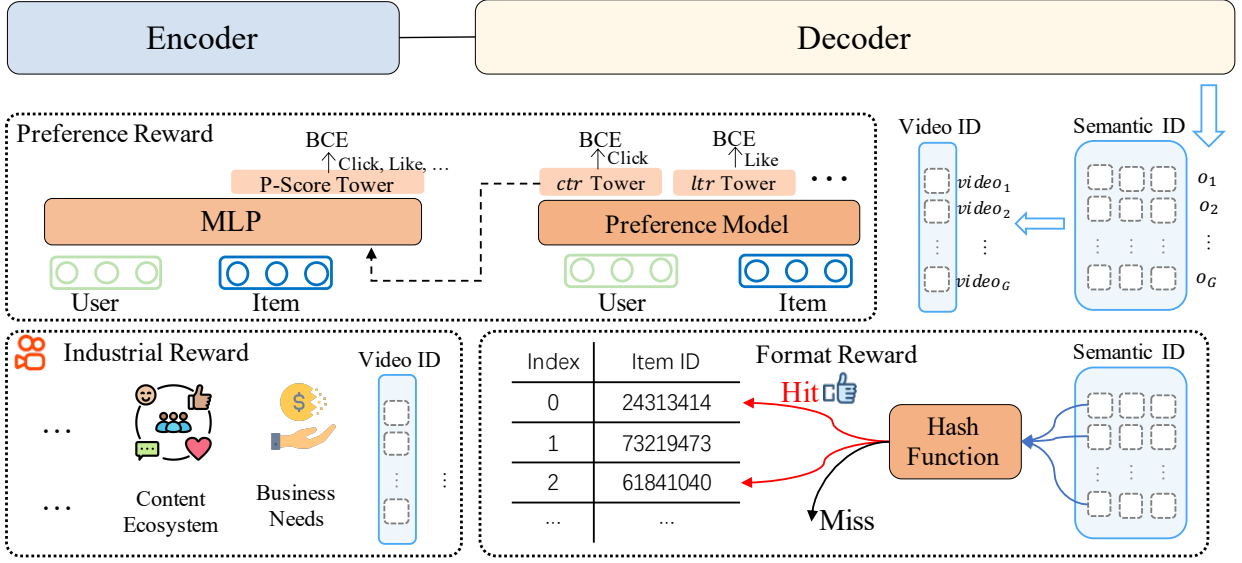 Encoder
Decoder
Preference Reward
BCE
Click, Like, …
P-Score Tower
MLP
User
Item
BCE
Click
BCE
Like
ctr Tower
ltr Tower
...
Preference Model
User
Item
Video ID
video₁
video₂
⋮
video_G
Semantic ID
o₁
o₂
⋮
o_G
Industrial Reward
...
...
Content
Ecosystem
$
Business
Needs
Video ID
⋮
Format Reward
Index Item ID
0 24313414
1 73219473
2 61841040
... ...
Hit
Miss
Hash
Function
Semantic ID
⋮ ⋮ ⋮